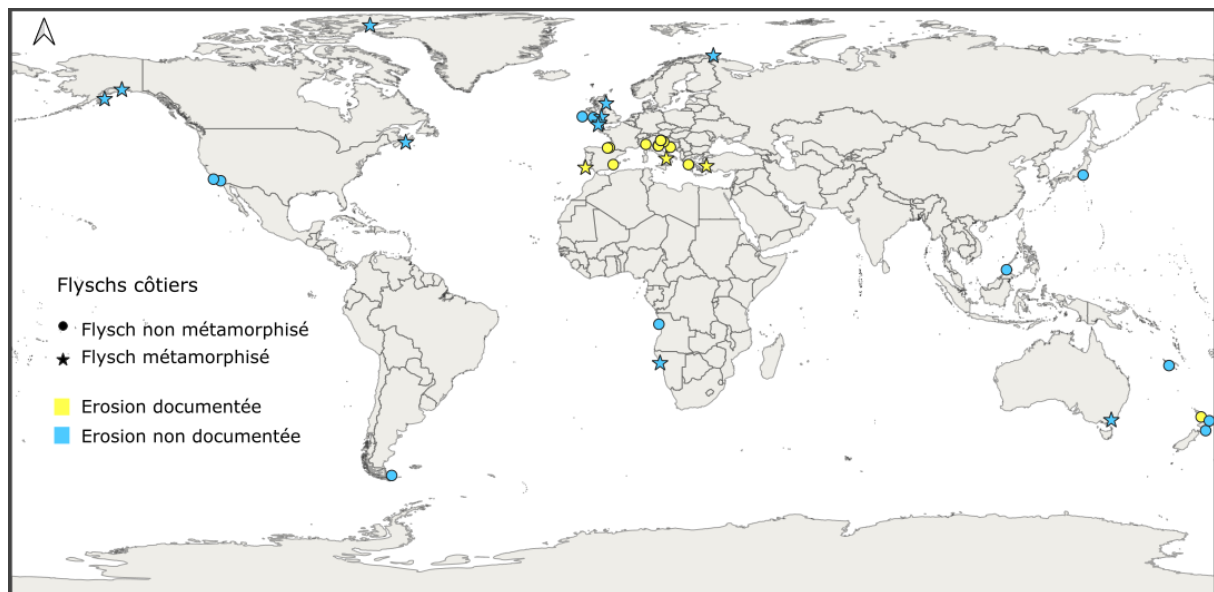 Flyschs côtiers
Flysch non métamorphisé
Flysch métamorphisé
Erosion documentée
Erosion non documentée